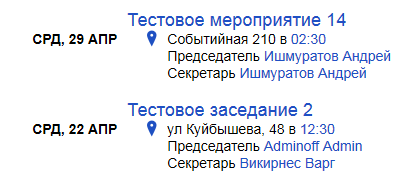 Тестовое мероприятие 14
СРД, 29 АПР Событийная 210 в 02:30
Председатель Ишмуратов Андрей
Секретарь Ишмуратов Андрей
Тестовое заседание 2
СРД, 22 АПР ул Куйбышева, 48 в 12:30
Председатель Adminoff Admin
Секретарь Викирнес Варг